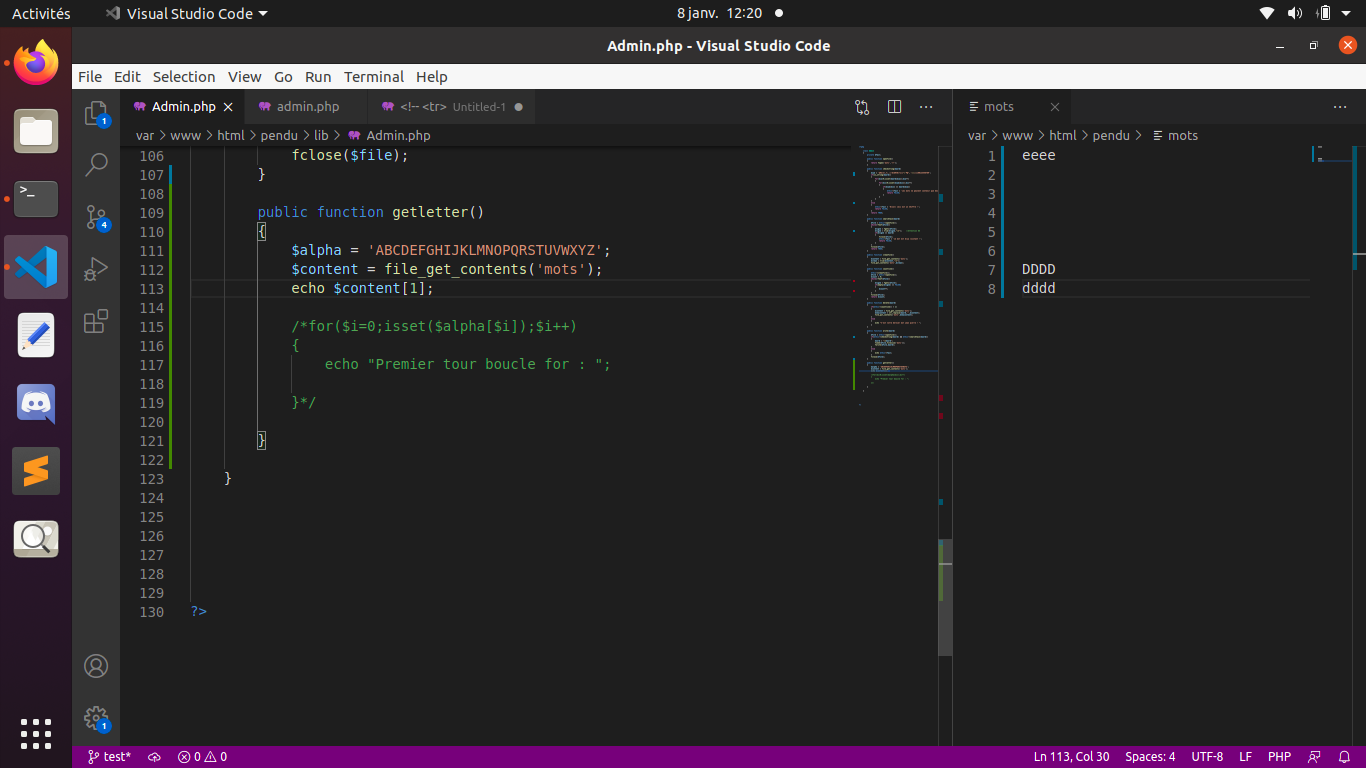 Activités
Visual Studio Code
8 janv. 12:20
Admin.php - Visual Studio Code
File Edit Selection View Go Run Terminal Help
Admin.php
admin.php
<!-- <tr> Untitled-1
mots
var > www > html > pendu > lib > Admin.php
var > www > html > pendu > mots
106 fclose($file);
107 }
108
109 public function getletter()
110 {
111 $alpha = 'ABCDEFGHIJKLMNOPQRSTUVWXYZ';
112 $content = file_get_contents('mots');
113 echo $content[1];
114
115 /*for($i=0;isset($alpha[$i]);$i++)
116 {
117 echo "Premier tour boucle for : ";
118
119 }*/
120
121 }
122
123 }
124
125
126
127
128
129
130 ?>
1 eeee
2
3
4
5
6
7 DDDD
8 dddd
1
4
1
test*
0 0
Ln 113, Col 30
Spaces: 4
UTF-8
LF
PHP